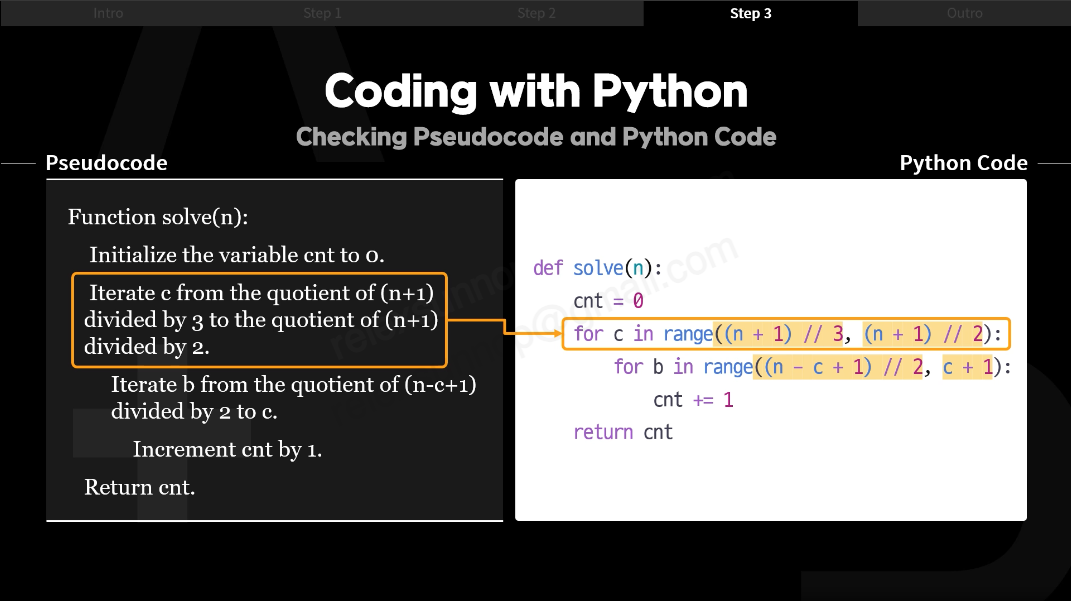 Intro
Step 1
Step 2
Step 3
Outro
Coding with Python
Checking Pseudocode and Python Code
Pseudocode
Function solve(n):
Initialize the variable cnt to 0.
Iterate c from the quotient of (n+1)
divided by 3 to the quotient of (n+1)
divided by 2.
Iterate b from the quotient of (n-c+1)
divided by 2 to c.
Increment cnt by 1.
Return cnt.
Python Code
def solve(n):
cnt = 0
for c in range((n + 1) // 3, (n + 1) // 2):
for b in range((n - c + 1) // 2, c + 1):
cnt += 1
return cnt